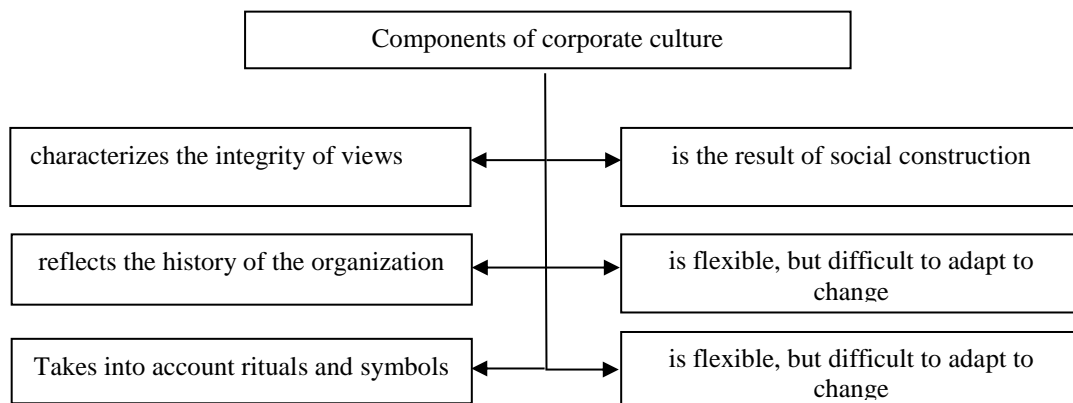 Components of corporate culture
characterizes the integrity of views
is the result of social construction
reflects the history of the organization
is flexible, but difficult to adapt to
change
Takes into account rituals and symbols
is flexible, but difficult to adapt to
change